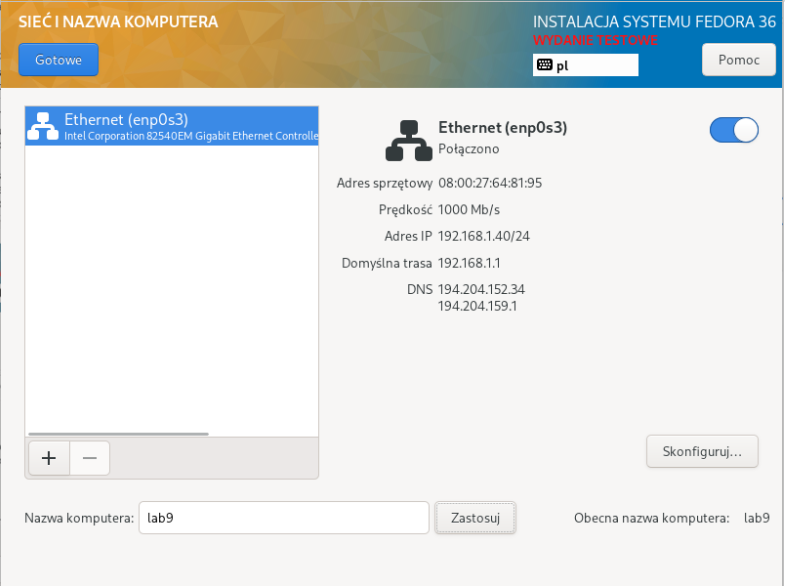 SIEĆ I NAZWA KOMPUTERA
INSTALACJA SYSTEMU FEDORA 36
WYDANIE TESTOWE
Gotowe
pl
Pomoc
Ethernet (enp0s3)
Intel Corporation 82540EM Gigabit Ethernet Controlle
Ethernet (enp0s3)
Połączono
Adres sprzętowy 08:00:27:64:81:95
Prędkość 1000 Mb/s
Adres IP 192.168.1.40/24
Domyślna trasa 192.168.1.1
DNS 194.204.152.34
194.204.159.1
+ −
Skonfiguruj...
Nazwa komputera: lab9 Zastosuj Obecna nazwa komputera: lab9